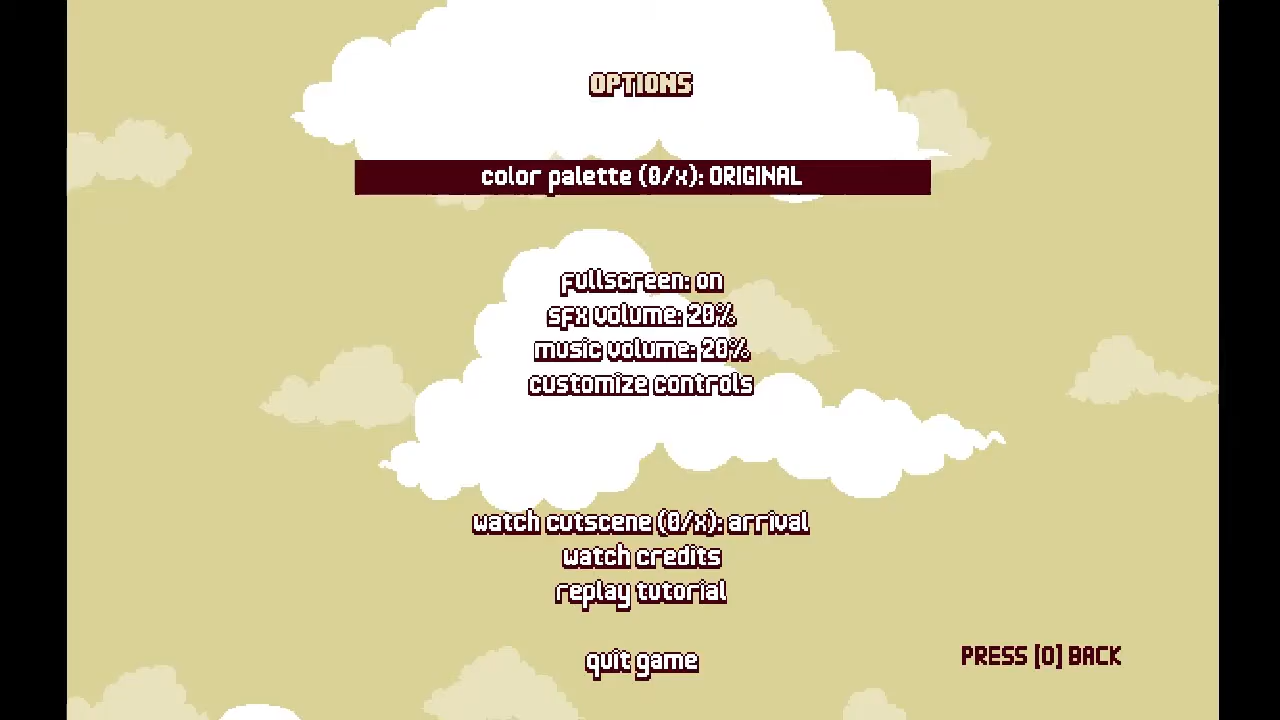 OPTIONS
color palette (0/x): ORIGINAL
fullscreen: on
sfx volume: 20%
music volume: 20%
customize controls
watch cutscene (0/x): arrival
watch credits
replay tutorial
quit game
PRESS [O] BACK